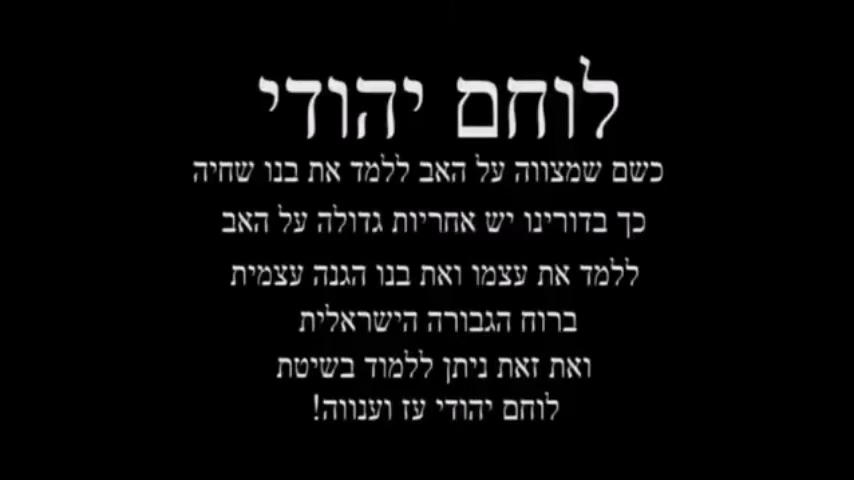 לוחם יהודי
כשם שמצווה על האב ללמד את בנו שחיה
כך בדורינו יש אחריות גדולה על האב
ללמד את עצמו ואת בנו הגנה עצמית
ברוח הגבורה הישראלית
ואת זאת ניתן ללמוד בשיטת
לוחם יהודי עז וענווה!